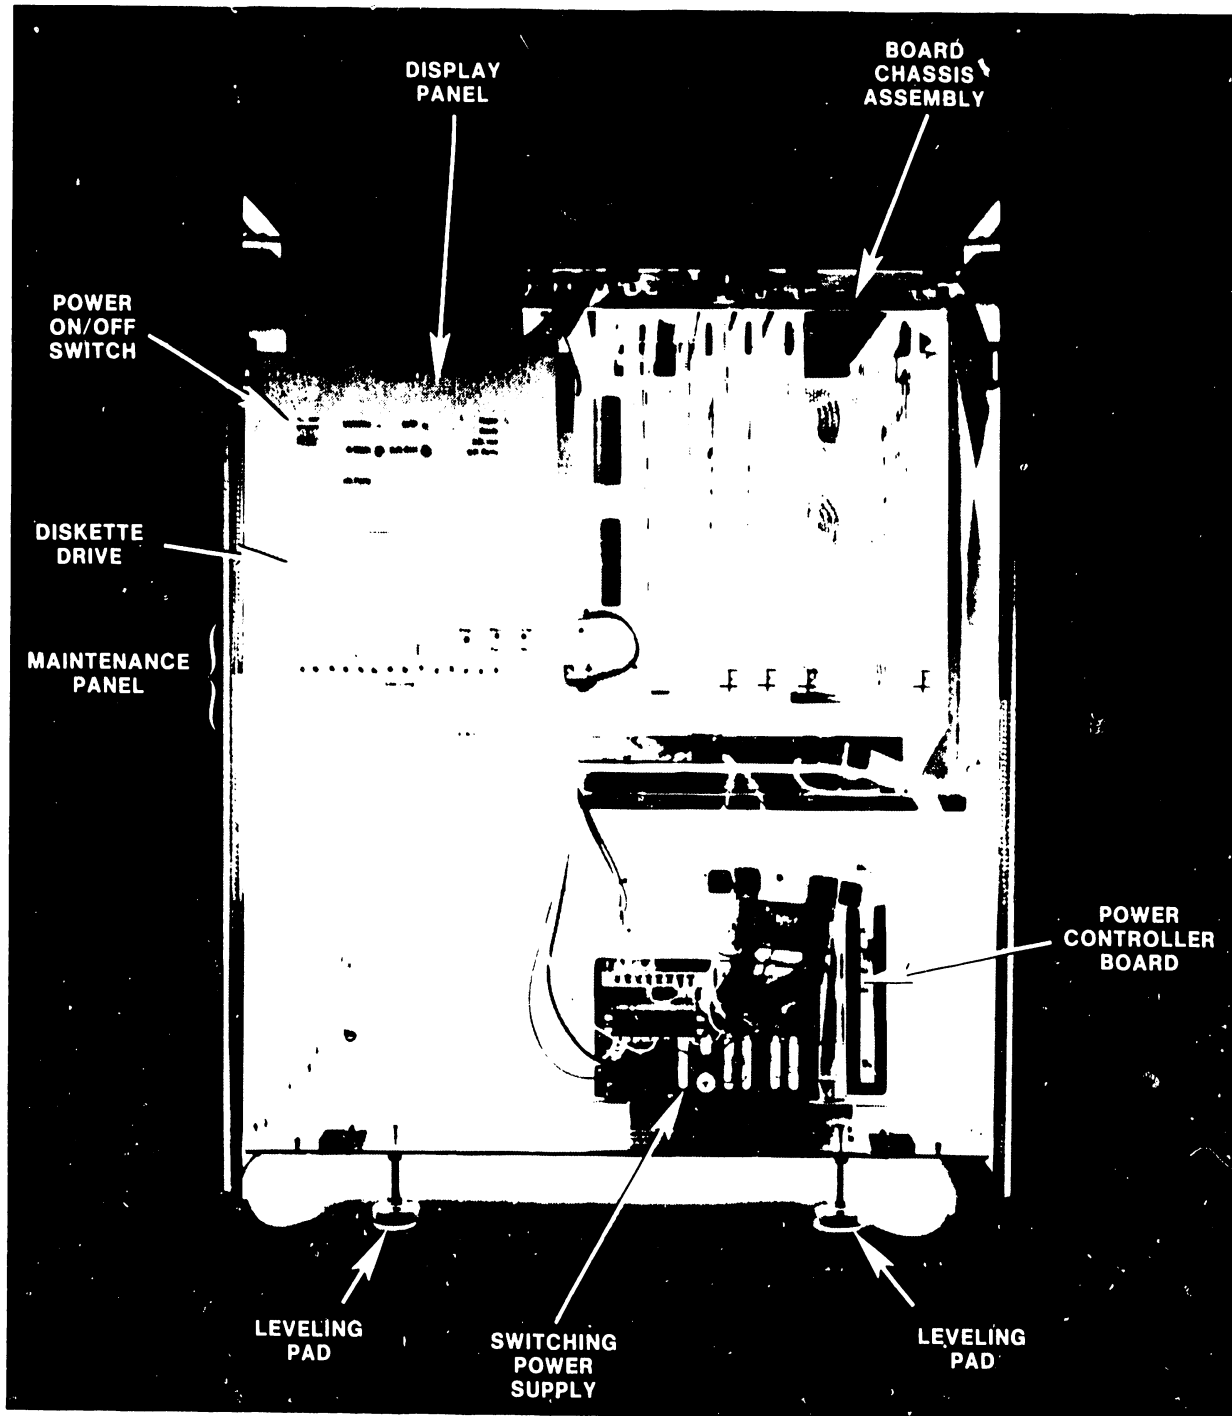 DISPLAY
PANEL
BOARD
CHASSIS
ASSEMBLY
POWER
ON/OFF
SWITCH
DISKETTE
DRIVE
MAINTENANCE
PANEL
POWER
CONTROLLER
BOARD
LEVELING
PAD
SWITCHING
POWER
SUPPLY
LEVELING
PAD